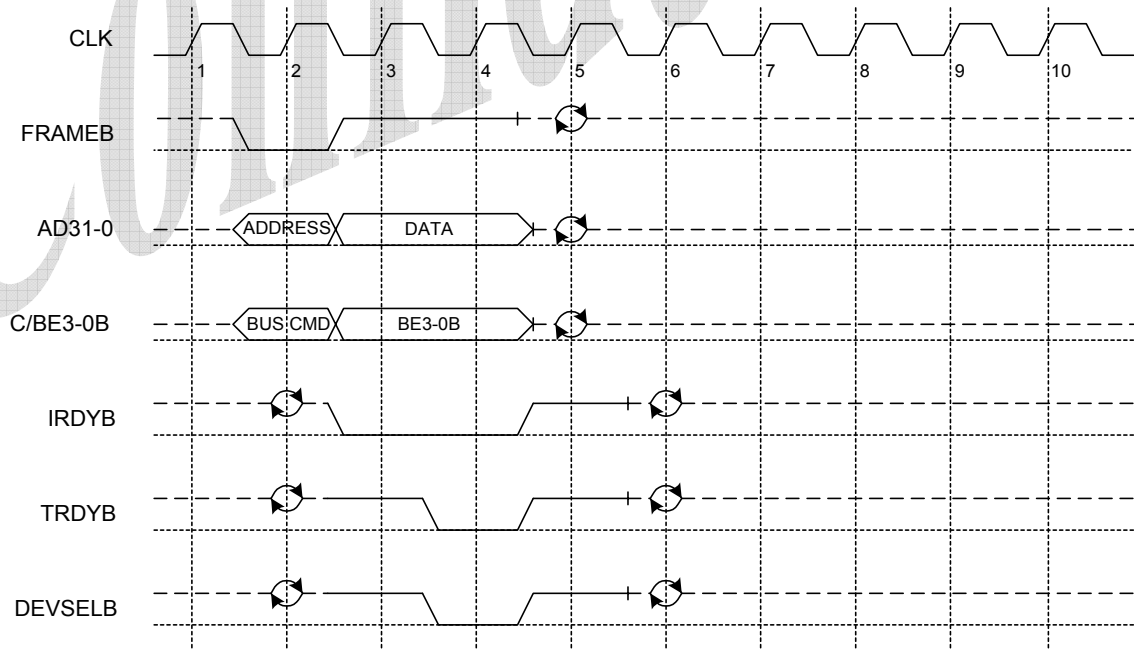 CLK
1 2 3 4 5 6 7 8 9 10
FRAMEB
AD31-0 ADDRESS DATA
C/BE3-0B BUS CMD BE3-0B
IRDYB
TRDYB
DEVSELB